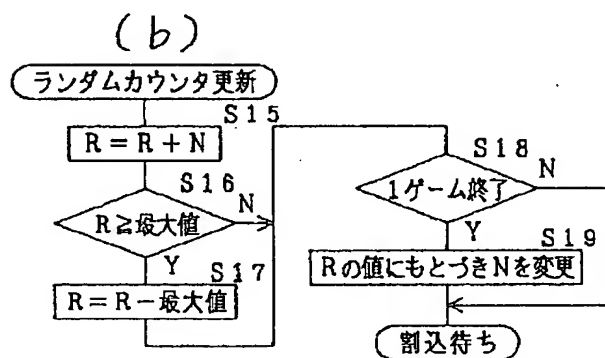 (b)
ランダムカウンタ更新
S15
R=R+N
S16
R≧最大値
N
Y
S17
R=R-最大値
S18
1ゲーム終了
N
Y
S19
Rの値にもとづきNを変更
割込待ち